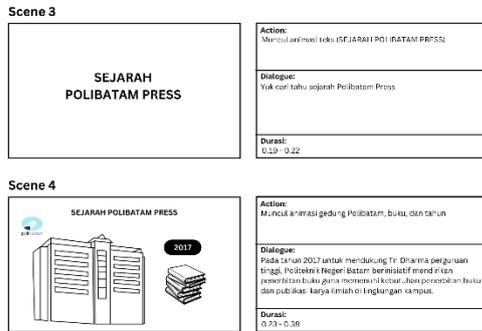 Scene 3
SEJARAH
POLIBATAM PRESS
Action:
Muncul animasi teks (SEJARAH POLIBATAM PRESS)
Dialogue:
Yuk cari tahu sejarah Polibatam Press
Durasi:
0.19 - 0.22
Scene 4
polibatam
SEJARAH POLIBATAM PRESS
2017
Action:
Muncul animasi gedung Polibatam, buku, dan tahun
Dialogue:
Pada tahun 2017 untuk mendukung Tri Dharma perguruan
tinggi, Politeknik Negeri Batam berinisiatif mendirikan
penerbitan buku guna memenuhi kebutuhan penerbitan buku
dan publikasi karya ilmiah di lingkungan kampus.
Durasi:
0.23 - 0.39